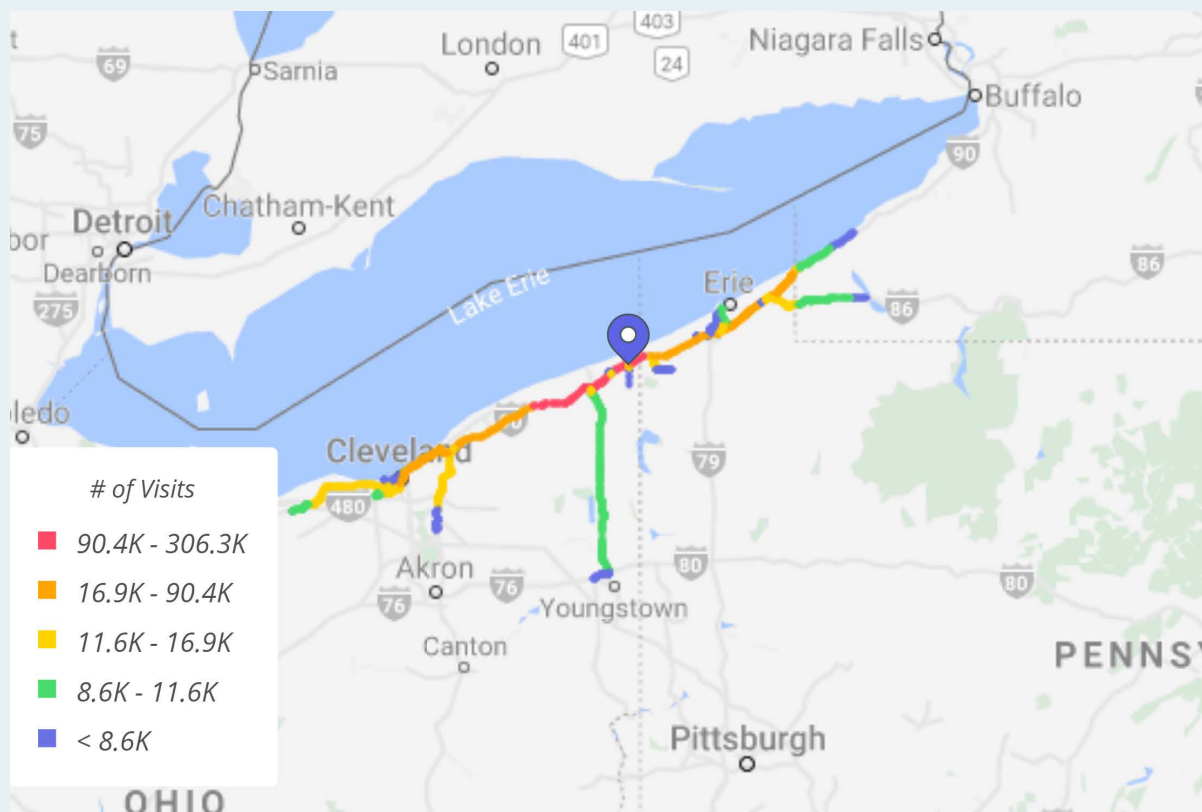 403
London
401
Niagara Falls
24
69
Sarnia
Buffalo
75
90
Chatham-Kent
Detroit
Dearborn
275
86
Erie
86
Lake Erie
Cleveland
480
79
# of Visits
90.4K - 306.3K
16.9K - 90.4K
11.6K - 16.9K
8.6K - 11.6K
< 8.6K
Akron
76
80
80
76
Youngstown
Canton
PENNSY
Pittsburgh
OHIO